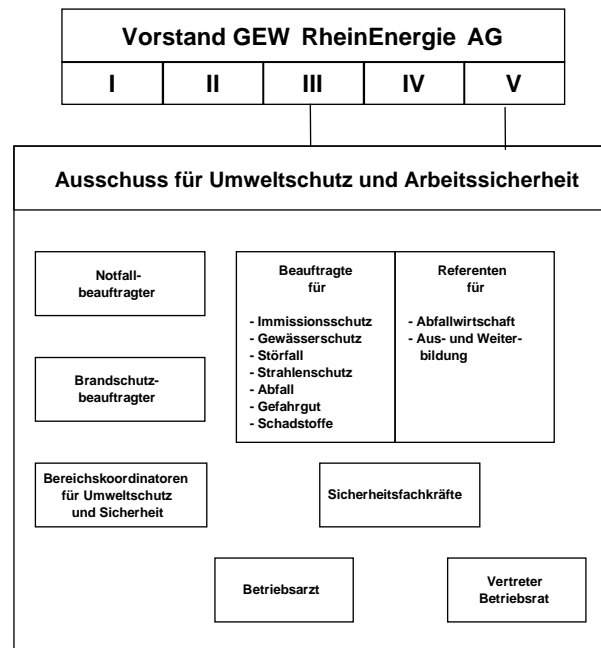 Vorstand GEW RheinEnergie AG
I II III IV V
Ausschuss für Umweltschutz und Arbeitssicherheit
Notfall-
beauftragter
Beauftragte
für
- Immissionsschutz
- Gewässerschutz
- Störfall
- Strahlenschutz
- Abfall
- Gefahrgut
- Schadstoffe
Referenten
für
- Abfallwirtschaft
- Aus- und Weiter-
bildung
Brandschutz-
beauftragter
Bereichskoordinatoren
für Umweltschutz
und Sicherheit
Sicherheitsfachkräfte
Betriebsarzt
Vertreter
Betriebsrat